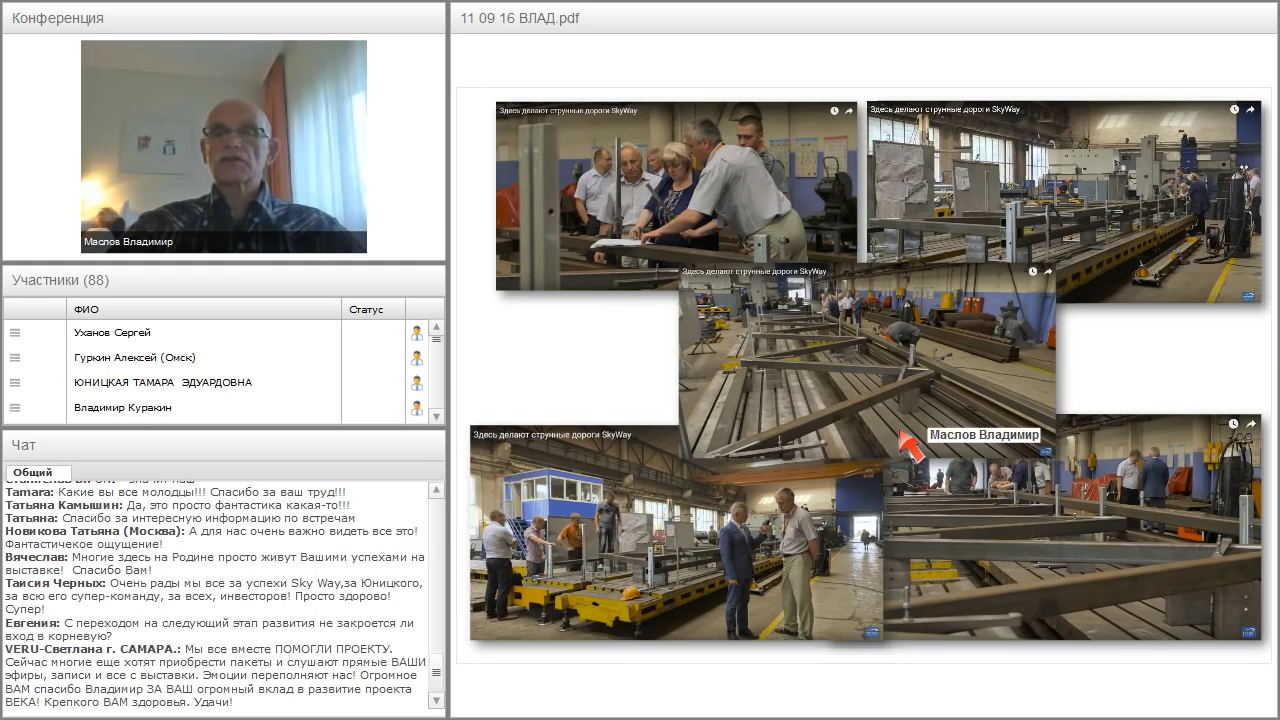 Конференция
Маслов Владимир
Участники (88)
ФИО
Статус
Уханов Сергей
Гуркин Алексей (Омск)
ЮНИЦКАЯ ТАМАРА ЭДУАРДОВНА
Владимир Куракин
Чат
Общий
Tamara: Какие вы все молодцы!!! Спасибо за ваш труд!!!
Татьяна Камышин: Да, это просто фантастика какая-то!!!
Татьяна: Спасибо за интересную информацию по встречам
Новикова Татьяна (Москва): А для нас очень важно видеть все это!
Фантастичекое ощущение!
Вячеслав: Многие здесь на Родине просто живут Вашими успехами на
выставке! Спасибо Вам!
Таисия Черных: Очень рады мы все за успехи Sky Way,за Юницкого,
за всю его супер-команду, за всех, инвесторов! Просто здорово!
Супер!
Евгения: С переходом на следующий этап развития не закроется ли
вход в корневую?
VERU-Светлана г. САМАРА.: Мы все вместе ПОМОГЛИ ПРОЕКТУ.
Сейчас многие еще хотят приобрести пакеты и слушают прямые ВАШИ
эфиры, записи и все с выставки. Эмоции переполняют нас! Огромное
ВАМ спасибо Владимир ЗА ВАШ огромный вклад в развитие проекта
ВЕКА! Крепкого ВАМ здоровья. Удачи!
11 09 16 ВЛАД.pdf
Здесь делают струнные дороги SkyWay
Здесь делают струнные дороги SkyWay
Здесь делают струнные дороги SkyWay
Маслов Владимир
Здесь делают струнные дороги SkyWay